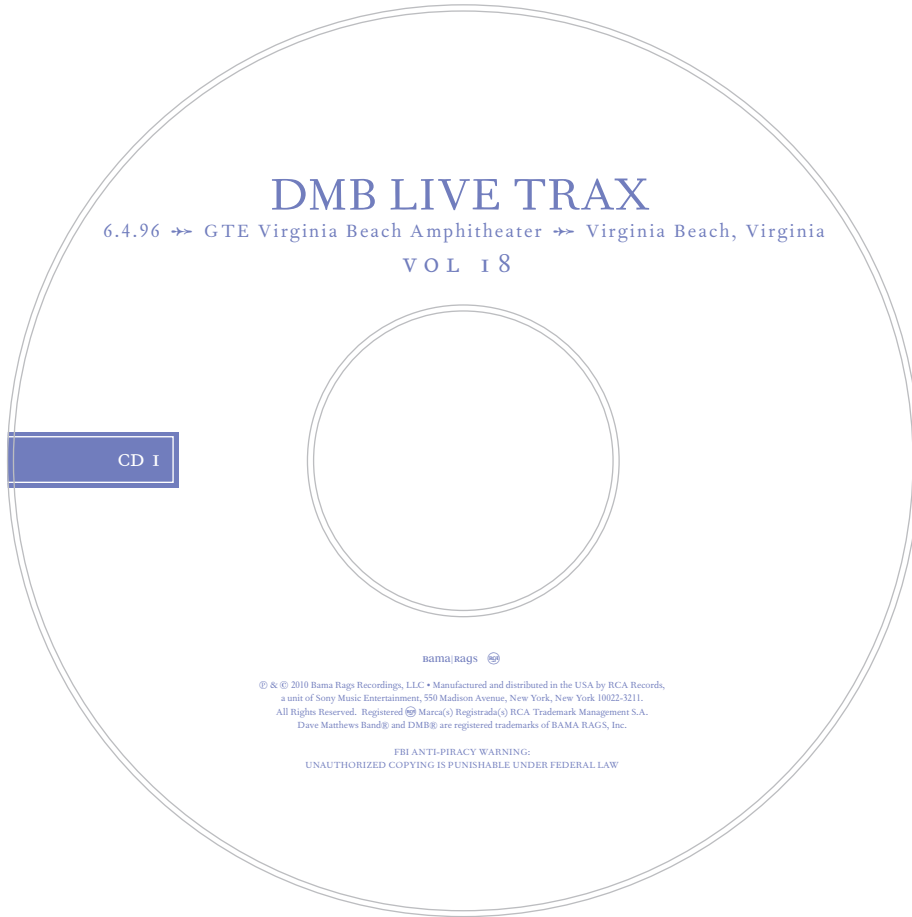 DMB LIVE TRAX
6.4.96 ➳ GTE Virginia Beach Amphitheater ➳ Virginia Beach, Virginia
VOL 18
CD 1
Bama|Rags RCA
℗ & © 2010 Bama Rags Recordings, LLC • Manufactured and distributed in the USA by RCA Records,
a unit of Sony Music Entertainment, 550 Madison Avenue, New York, New York 10022-3211.
All Rights Reserved. Registered RCA Marca(s) Registrada(s) RCA Trademark Management S.A.
Dave Matthews Band® and DMB® are registered trademarks of BAMA RAGS, Inc.
FBI ANTI-PIRACY WARNING:
UNAUTHORIZED COPYING IS PUNISHABLE UNDER FEDERAL LAW